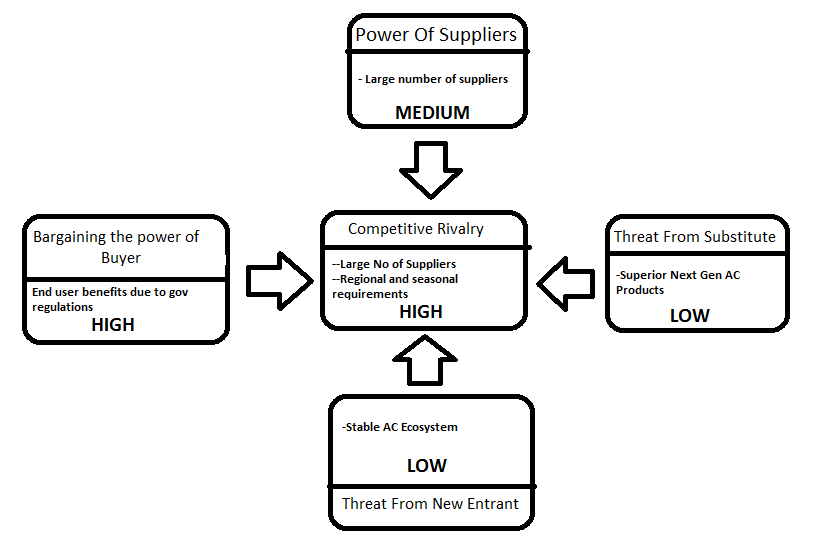 Power Of Suppliers
- Large number of suppliers
MEDIUM
Bargaining the power of
Buyer
End user benefits due to gov
regulations
HIGH
Competitive Rivalry
--Large No of Suppliers
--Regional and seasonal
requirements
HIGH
Threat From Substitute
-Superior Next Gen AC
Products
LOW
-Stable AC Ecosystem
LOW
Threat From New Entrant